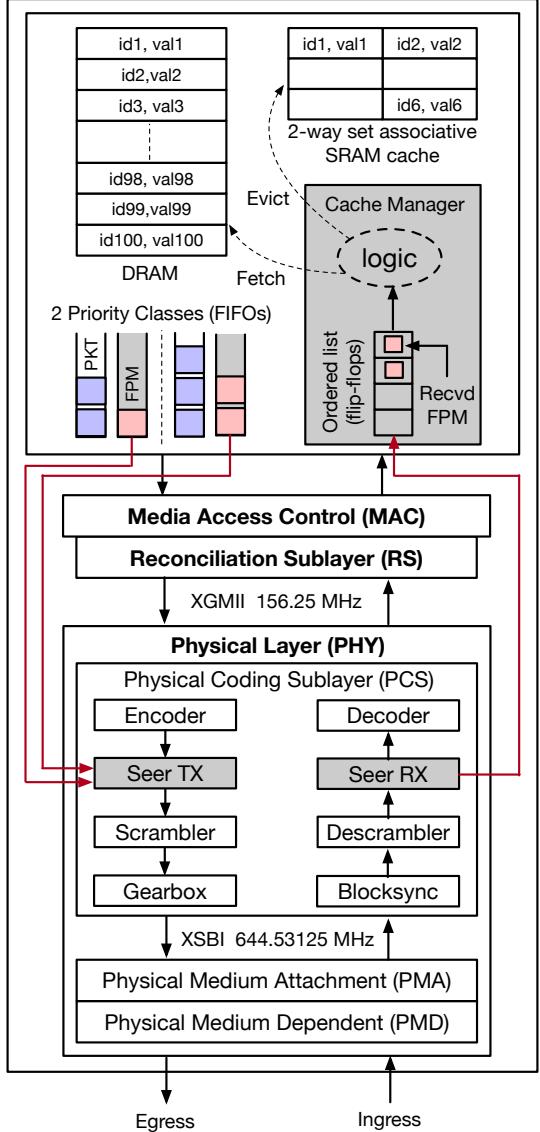 id1, val1
id2,val2
id3, val3
id98, val98
id99,val99
id100, val100
DRAM
id1, val1
id2, val2
id6, val6
2-way set associative
SRAM cache
Evict
Fetch
Cache Manager
logic
Ordered list
(flip-flops)
Recvd
FPM
2 Priority Classes (FIFOs)
PKT
FPM
Media Access Control (MAC)
Reconciliation Sublayer (RS)
XGMII 156.25 MHz
Physical Layer (PHY)
Physical Coding Sublayer (PCS)
Encoder
Decoder
Seer TX
Seer RX
Scrambler
Descrambler
Gearbox
Blocksync
XSBI 644.53125 MHz
Physical Medium Attachment (PMA)
Physical Medium Dependent (PMD)
Egress
Ingress